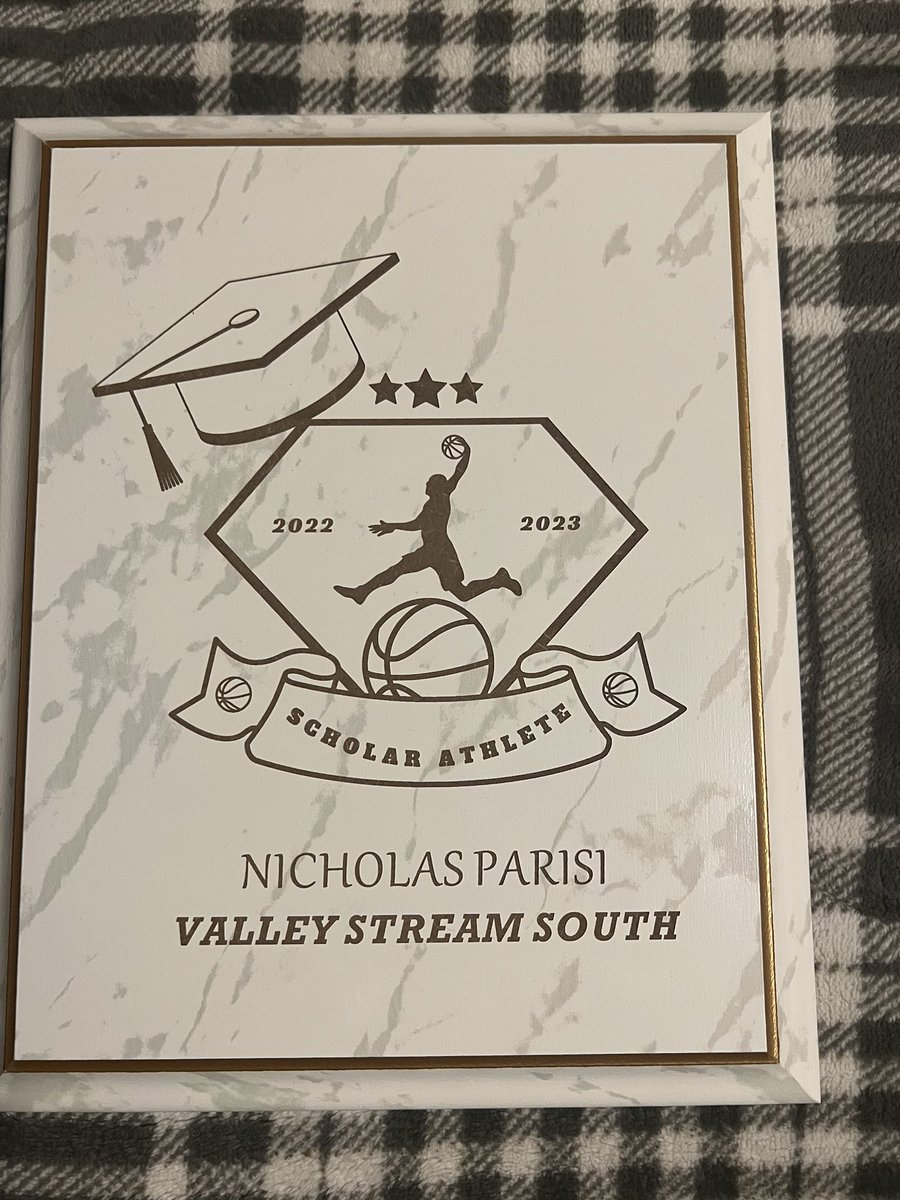 2022 2023
SCHOLAR ATHLETE
NICHOLAS PARISI
VALLEY STREAM SOUTH